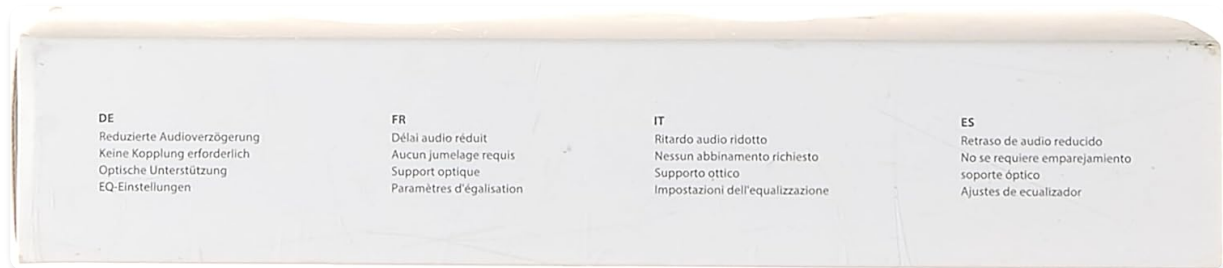 DE
Reduzierte Audioverzögerung
Keine Kopplung erforderlich
Optische Unterstützung
EQ-Einstellungen
FR
Délai audio réduit
Aucun jumelage requis
Support optique
Paramètres d'égalisation
IT
Ritardo audio ridotto
Nessun abbinamento richiesto
Supporto ottico
Impostazioni dell'equalizzazione
ES
Retraso de audio reducido
No se requiere emparejamiento
soporte óptico
Ajustes de ecualizador